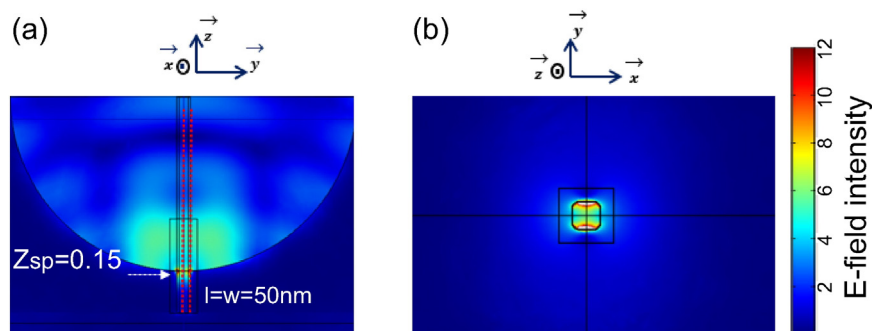 (a)
z
x
y
Zsp=0.15
l=w=50nm
(b)
y
z
x
12
10
8
6
4
2
E-field intensity